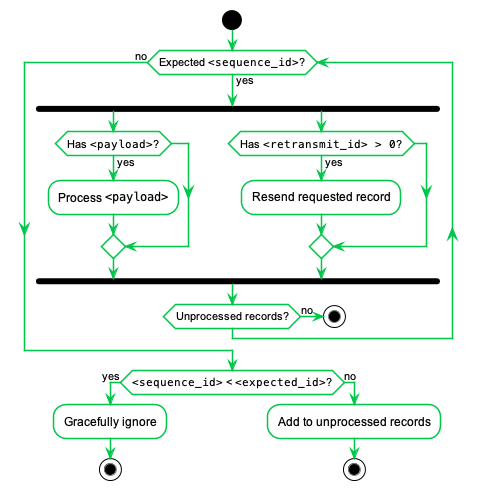 no
Expected <sequence_id>?
yes
Has <payload>?
Has <retransmit_id> > 0?
yes
yes
Process <payload>
Resend requested record
Unprocessed records?
no
yes
<sequence_id> < <expected_id>?
no
Gracefully ignore
Add to unprocessed records